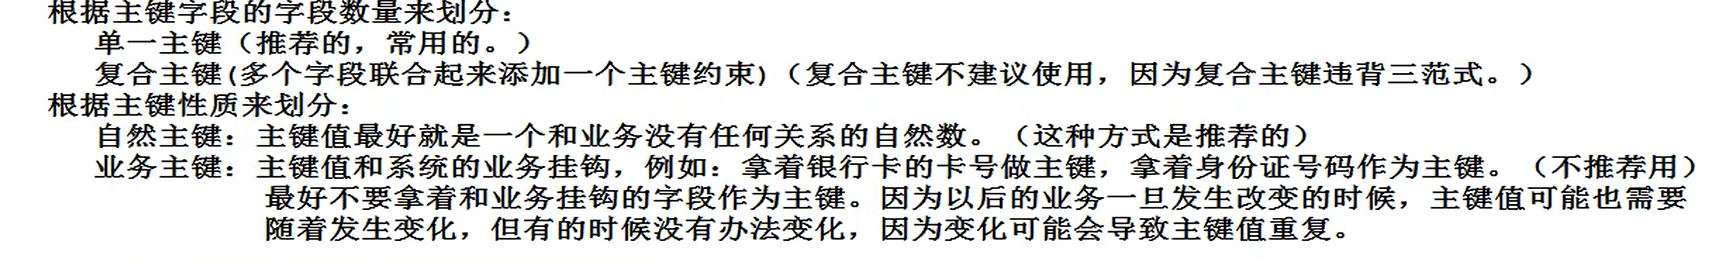 根据主键字段的字段数量来划分：
单一主键（推荐的，常用的。）
复合主键(多个字段联合起来添加一个主键约束)（复合主键不建议使用，因为复合主键违背三范式。）
根据主键性质来划分：
自然主键：主键值最好就是一个和业务没有任何关系的自然数。（这种方式是推荐的）
业务主键：主键值和系统的业务挂钩，例如：拿着银行卡的卡号做主键，拿着身份证号码作为主键。（不推荐用）
最好不要拿着和业务挂钩的字段作为主键。因为以后的业务一旦发生改变的时候，主键值可能也需要
随着发生变化，但有的时候没有办法变化，因为变化可能会导致主键值重复。